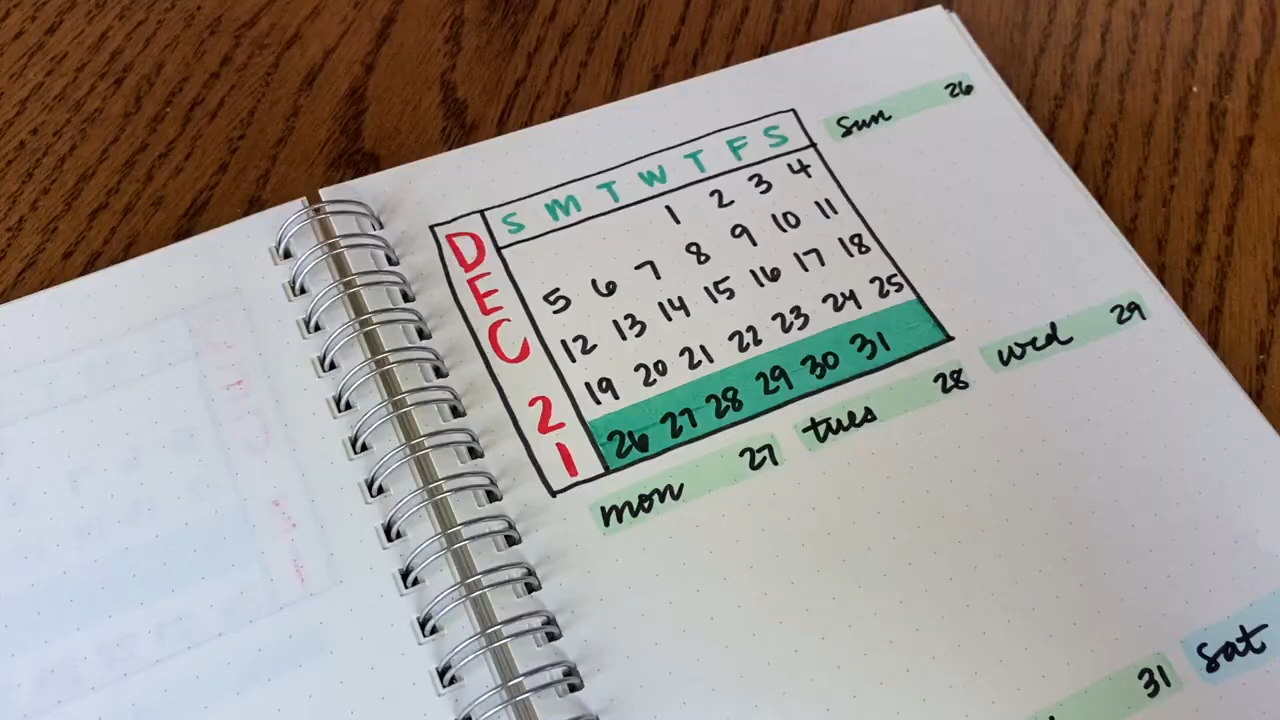 S M T W T F S
DEC 21
1 2 3 4
5 6 7 8 9 10 11
12 13 14 15 16 17 18
19 20 21 22 23 24 25
26 27 28 29 30 31
sun 26
mon 27
tues 28
wed 29
31
sat